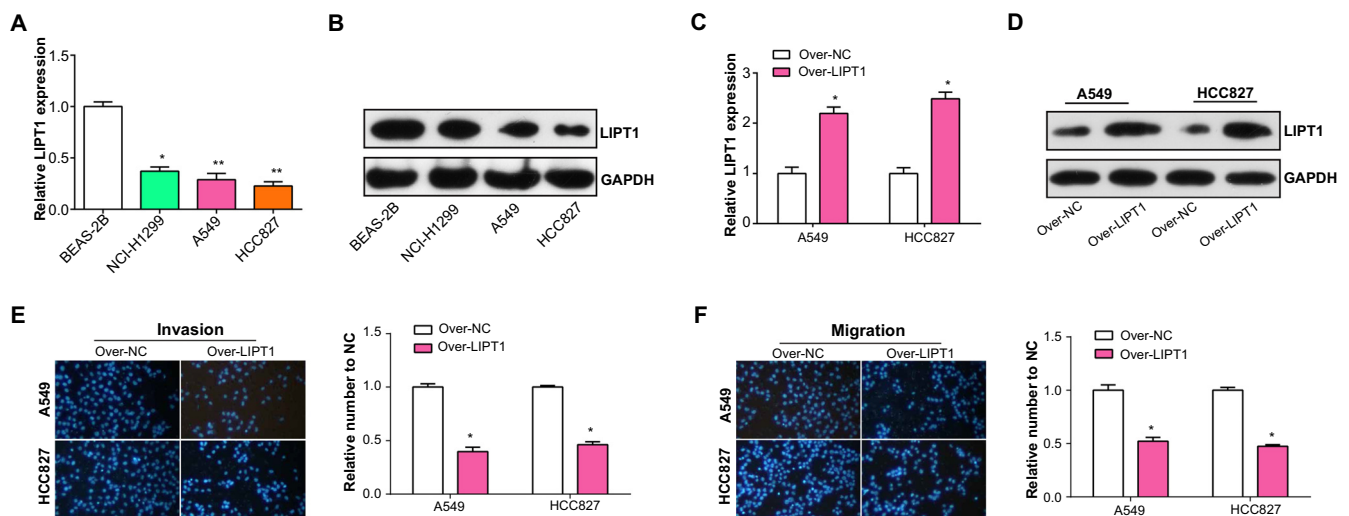 A
Relative LIPT1 expression
1.5
1.0
0.5
0.0
*
**
**
BEAS-2B
NCI-H1299
A549
HCC827
B
LIPT1
GAPDH
BEAS-2B
NCI-H1299
A549
HCC827
C
Over-NC
Over-LIPT1
Relative LIPT1 expression
3
2
1
0
*
*
A549
HCC827
D
A549
HCC827
LIPT1
GAPDH
Over-NC
Over-LIPT1
Over-NC
Over-LIPT1
E
Invasion
Over-NC
Over-LIPT1
A549
HCC827
Relative number to NC
1.5
1.0
0.5
0.0
Over-NC
Over-LIPT1
*
*
A549
HCC827
F
Migration
Over-NC
Over-LIPT1
A549
HCC827
Relative number to NC
1.5
1.0
0.5
0.0
Over-NC
Over-LIPT1
*
*
A549
HCC827